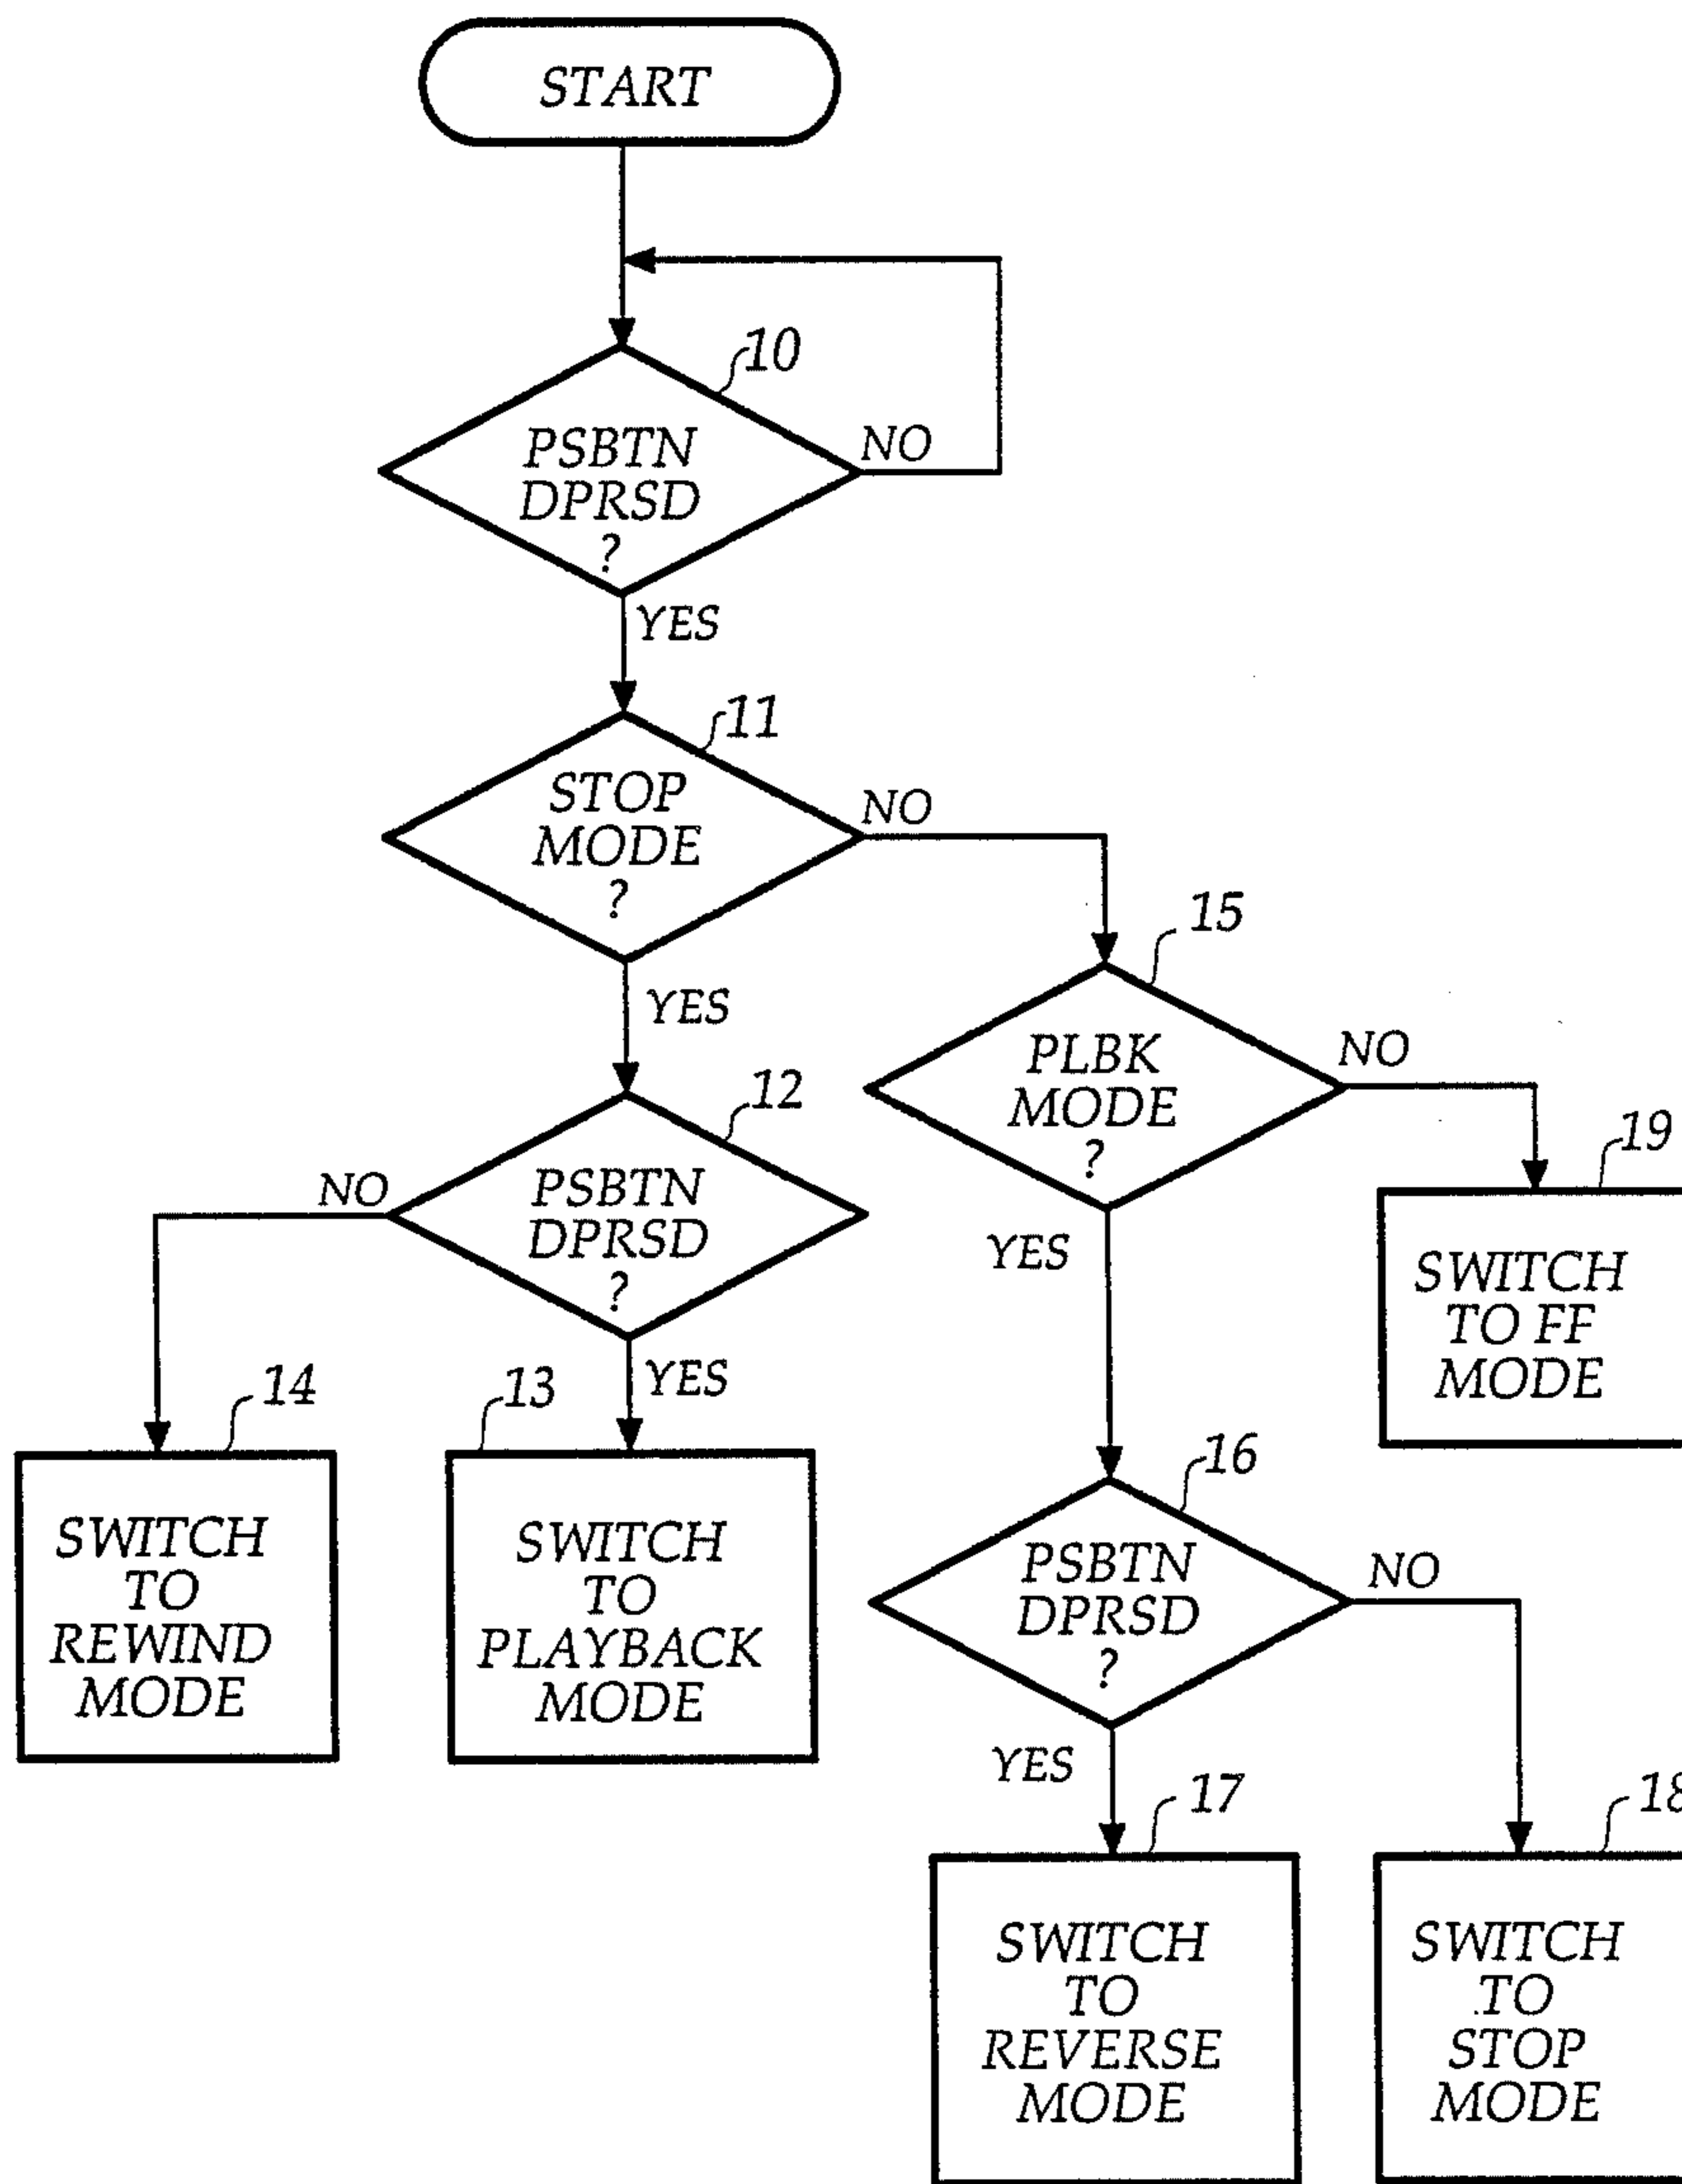 START
10
PSBTN
DPRSD
?
NO
YES
11
STOP
MODE
?
NO
YES
15
PLBK
MODE
?
NO
YES
12
PSBTN
DPRSD
?
NO
YES
19
SWITCH
TO FF
MODE
14
SWITCH
TO
REWIND
MODE
13
SWITCH
TO
PLAYBACK
MODE
16
PSBTN
DPRSD
?
NO
YES
17
SWITCH
TO
REVERSE
MODE
18
SWITCH
TO
STOP
MODE